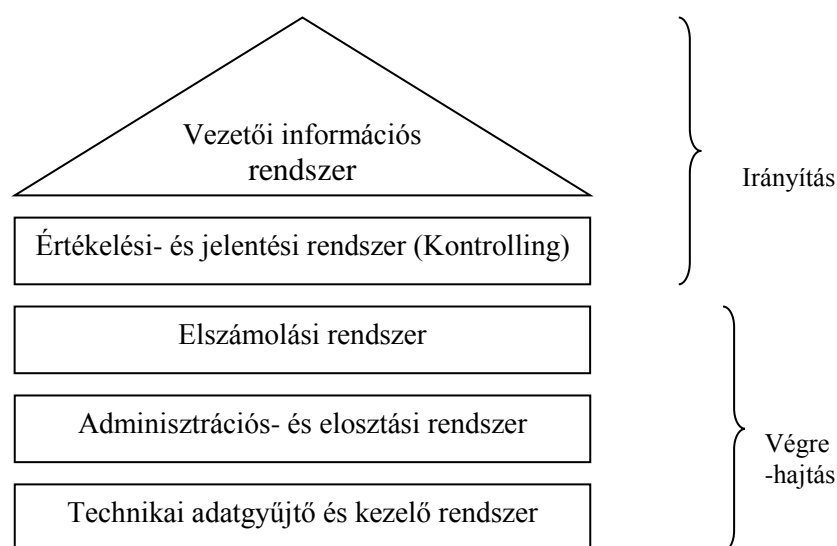 Vezetői információs
rendszer
Irányítás
Értékelési- és jelentési rendszer (Kontrolling)
Elszámolási rendszer
Adminisztrációs- és elosztási rendszer
Végre
-hajtás
Technikai adatgyűjtő és kezelő rendszer